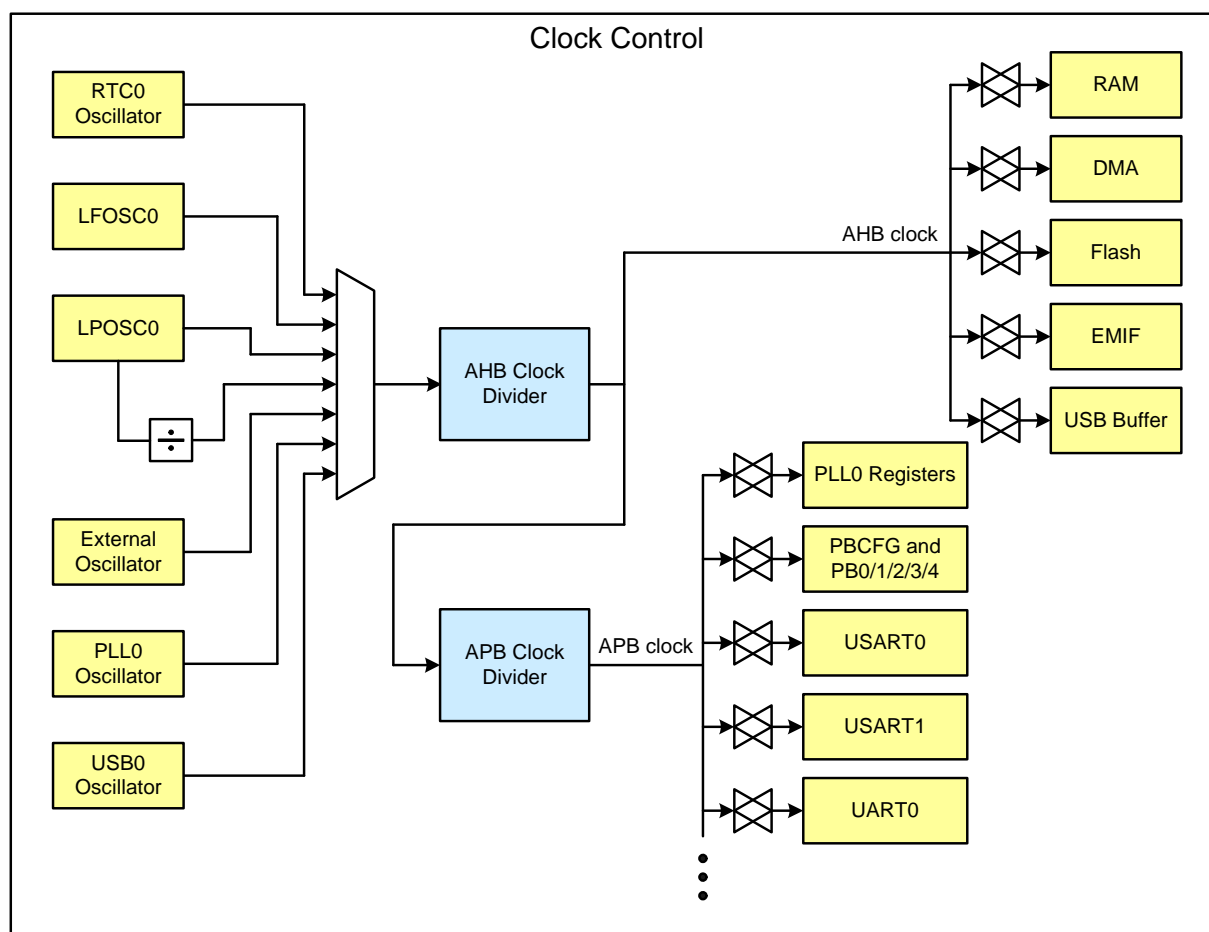 Clock Control
RTC0
Oscillator
LFOSC0
LPOSC0
÷
External
Oscillator
PLL0
Oscillator
USB0
Oscillator
AHB Clock
Divider
APB Clock
Divider
AHB clock
APB clock
RAM
DMA
Flash
EMIF
USB Buffer
PLL0 Registers
PBCFG and
PB0/1/2/3/4
USART0
USART1
UART0